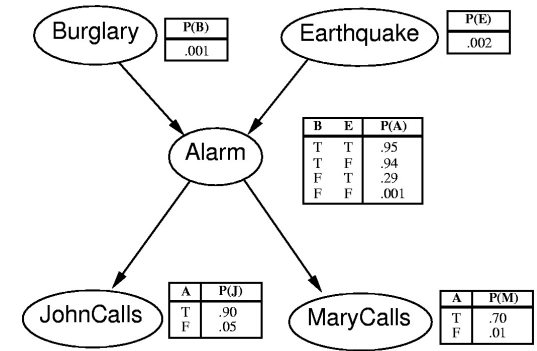 Burglary
P(B)
.001
Earthquake
P(E)
.002
Alarm
B E P(A)
T T .95
T F .94
F T .29
F F .001
JohnCalls
A P(J)
T .90
F .05
MaryCalls
A P(M)
T .70
F .01